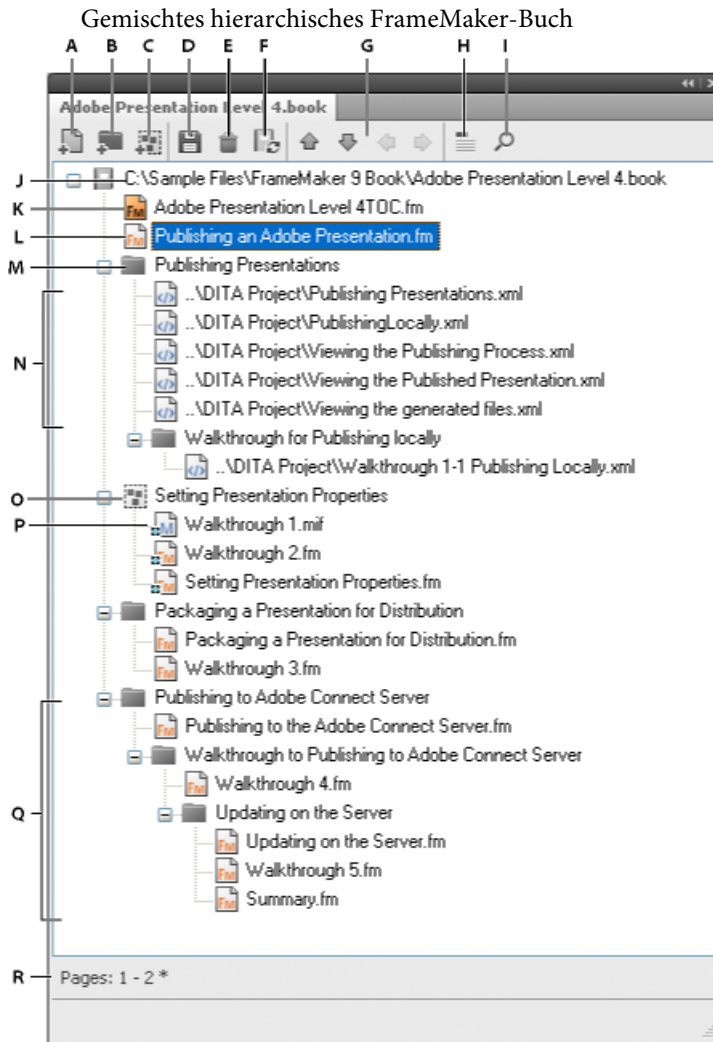 Gemischtes hierarchisches FrameMaker-Buch
A B C D E F G H I
Adobe Presentation Level 4.book
J C:\Sample Files\FrameMaker 9 Book\Adobe Presentation Level 4.book
K Adobe Presentation Level 4TOC.fm
L Publishing an Adobe Presentation.fm
M Publishing Presentations
..\DITA Project\Publishing Presentations.xml
..\DITA Project\PublishingLocally.xml
N ..\DITA Project\Viewing the Publishing Process.xml
..\DITA Project\Viewing the Published Presentation.xml
..\DITA Project\Viewing the generated files.xml
Walkthrough for Publishing locally
..\DITA Project\Walkthrough 1-1 Publishing Locally.xml
O Setting Presentation Properties
P Walkthrough 1.mif
Walkthrough 2.fm
Setting Presentation Properties.fm
Packaging a Presentation for Distribution
Packaging a Presentation for Distribution.fm
Walkthrough 3.fm
Publishing to Adobe Connect Server
Publishing to the Adobe Connect Server.fm
Walkthrough to Publishing to Adobe Connect Server
Walkthrough 4.fm
Q Updating on the Server
Updating on the Server.fm
Walkthrough 5.fm
Summary.fm
R Pages: 1 - 2 *